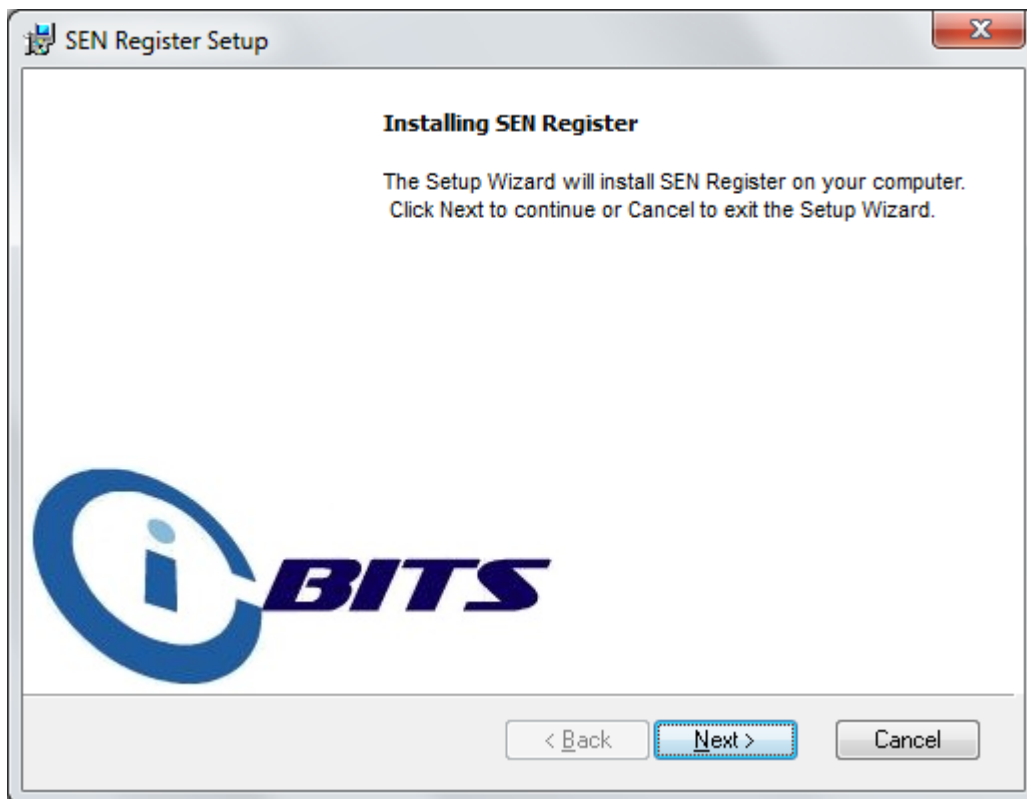 SEN Register Setup
Installing SEN Register
The Setup Wizard will install SEN Register on your computer.
Click Next to continue or Cancel to exit the Setup Wizard.
i BITS
< Back Next > Cancel